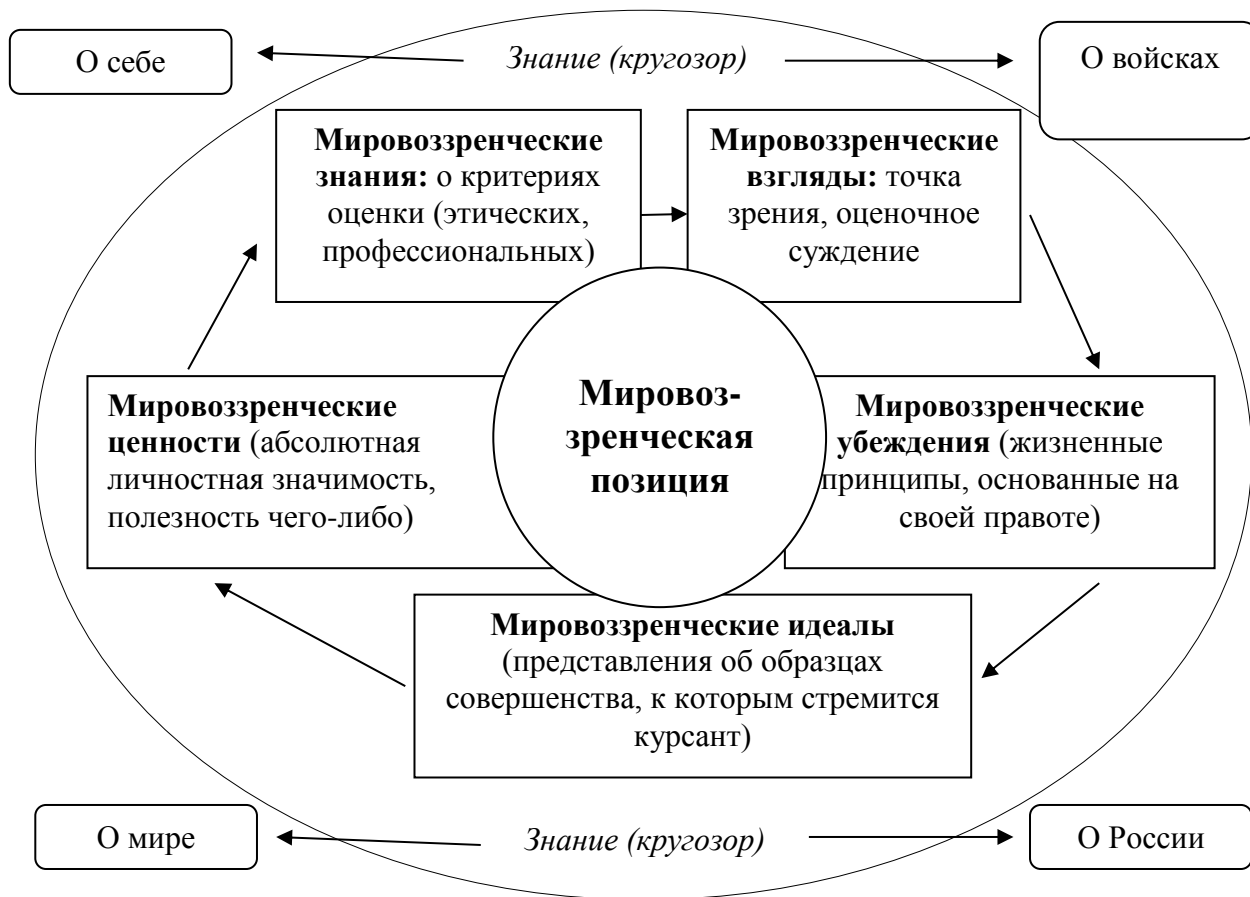 О себе
Знание (кругозор)
О войсках
Мировоззренческие
знания: о критериях
оценки (этических,
профессиональных)
Мировоззренческие
взгляды: точка
зрения, оценочное
суждение
Мировоззренческие
ценности (абсолютная
личностная значимость,
полезность чего-либо)
Мировоз-
зренческая
позиция
Мировоззренческие
убеждения (жизненные
принципы, основанные на
своей правоте)
Мировоззренческие идеалы
(представления об образцах
совершенства, к которым стремится
курсант)
О мире
Знание (кругозор)
О России